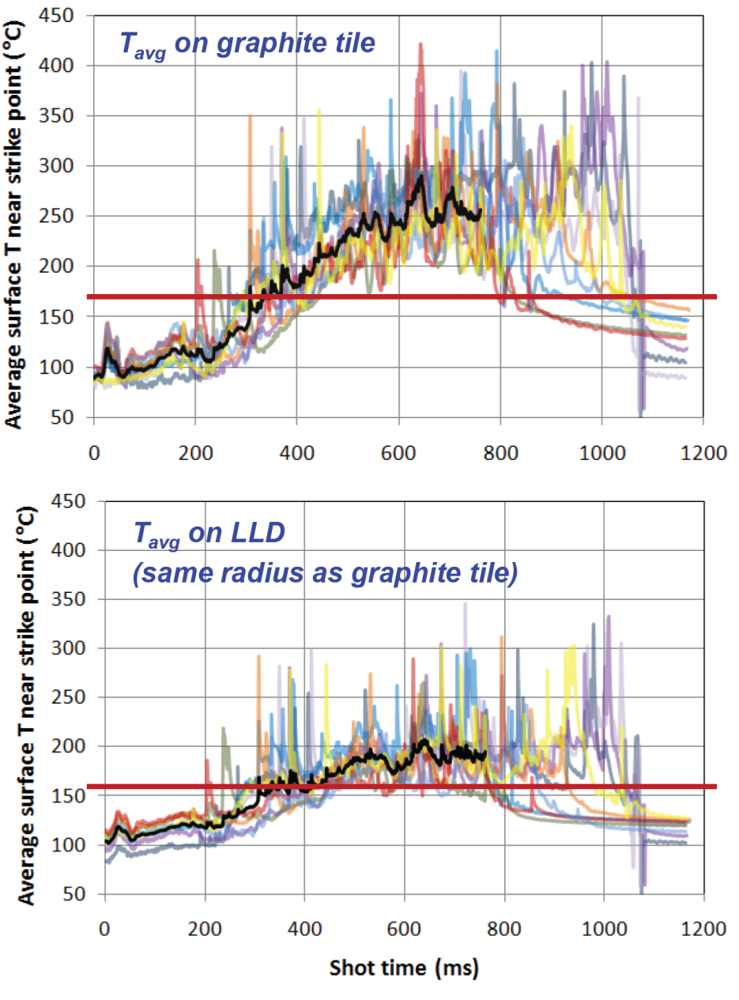 Average surface T near strike point (°C)
T_avg on graphite tile
450
400
350
300
250
200
150
100
50
0 200 400 600 800 1000 1200
Average surface T near strike point (°C)
T_avg on LLD
(same radius as graphite tile)
450
400
350
300
250
200
150
100
50
0 200 400 600 800 1000 1200
Shot time (ms)